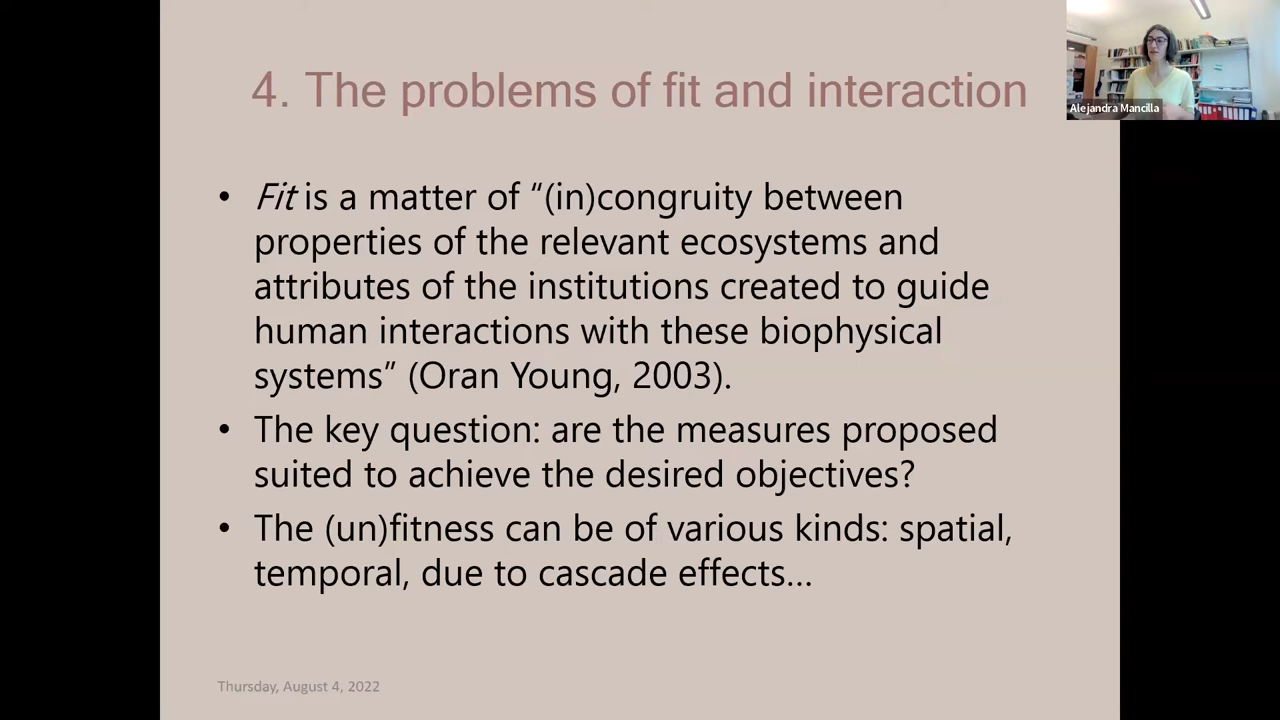 4. The problems of fit and interaction
Alejandra Mancilla
• Fit is a matter of “(in)congruity between
properties of the relevant ecosystems and
attributes of the institutions created to guide
human interactions with these biophysical
systems” (Oran Young, 2003).
• The key question: are the measures proposed
suited to achieve the desired objectives?
• The (un)fitness can be of various kinds: spatial,
temporal, due to cascade effects...
Thursday, August 4, 2022